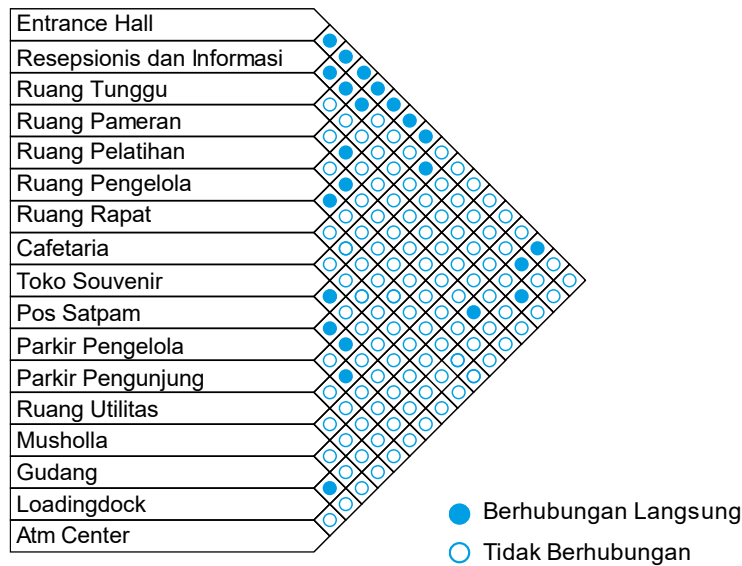 Entrance Hall
Resepsionis dan Informasi
Ruang Tunggu
Ruang Pameran
Ruang Pelatihan
Ruang Pengelola
Ruang Rapat
Cafetaria
Toko Souvenir
Pos Satpam
Parkir Pengelola
Parkir Pengunjung
Ruang Utilitas
Musholla
Gudang
Loadingdock
Atm Center
Berhubungan Langsung
Tidak Berhubungan